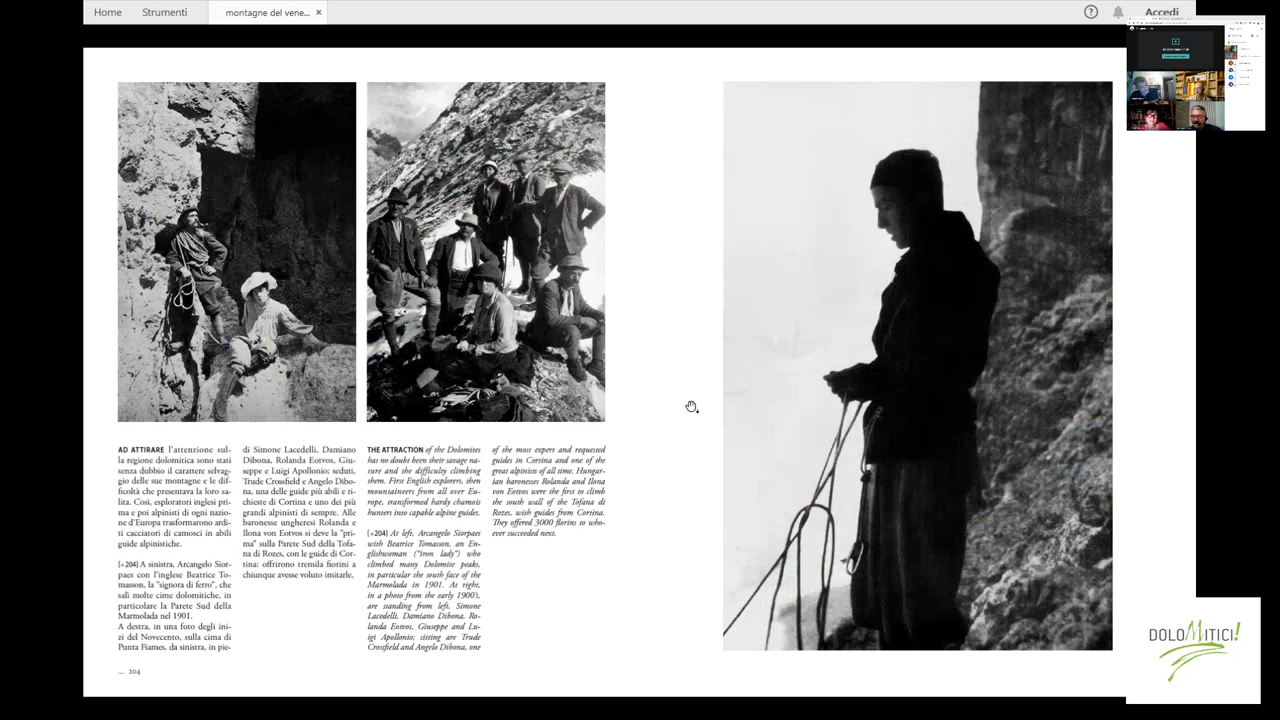 Home
Strumenti
montagne del vene...
×
?
Accedi
AD ATTIRARE l'attenzione sul-
la regione dolomitica sono stati
senza dubbio il carattere selvag-
gio delle sue montagne e le dif-
ficoltà che presentava la loro sa-
lita. Così, esploratori inglesi pri-
ma e poi alpinisti di ogni nazio-
ne d'Europa trasformarono ardi-
ti cacciatori di camosci in abili
guide alpinistiche.
[»204] A sinistra, Arcangelo Sior-
paes con l'inglese Beatrice To-
masson, la "signora di ferro", che
salì molte cime dolomitiche, in
particolare la Parete Sud della
Marmolada nel 1901.
A destra, in una foto degli ini-
zi del Novecento, sulla cima di
Punta Fiames, da sinistra, in pie-
di Simone Lacedelli, Damiano
Dibona, Rolanda Eotvos, Giu-
seppe e Luigi Apollonio; seduti,
Trude Crossfield e Angelo Dibo-
na, una delle guide più abili e ri-
chieste di Cortina e uno dei più
grandi alpinisti di sempre. Alle
baronesse ungheresi Rolanda e
Ilona von Eotvos si deve la "pri-
ma" sulla Parete Sud della Tofa-
na di Rozes, con le guide di Cor-
tina: offrirono tremila fiorini a
chiunque avesse voluto imitarle.
THE ATTRACTION of the Dolomites
has no doubt been their savage na-
ture and the difficulty climbing
them. First English explorers, then
mountaineers from all over Eu-
rope, transformed hardy chamois
hunters into capable alpine guides.
[»204] At left, Arcangelo Siorpaes
with Beatrice Tomasson, an En-
glishwoman ("iron lady") who
climbed many Dolomite peaks,
in particular the south face of the
Marmolada in 1901. At right,
in a photo from the early 1900's,
are standing from left, Simone
Lacedelli, Damiano Dibona, Ro-
landa Eotvos, Giuseppe and Lu-
igi Apollonio; sitting are Trude
Crossfield and Angelo Dibona, one
of the most expert and requested
guides in Cortina and one of the
great alpinists of all time. Hungar-
ian baronesses Rolanda and Ilona
von Eotvos were the first to climb
the south wall of the Tofana di
Rozes, with guides from Cortina.
They offered 3000 florins to who-
ever succeeded next.
— 204
DOLOMITICI!